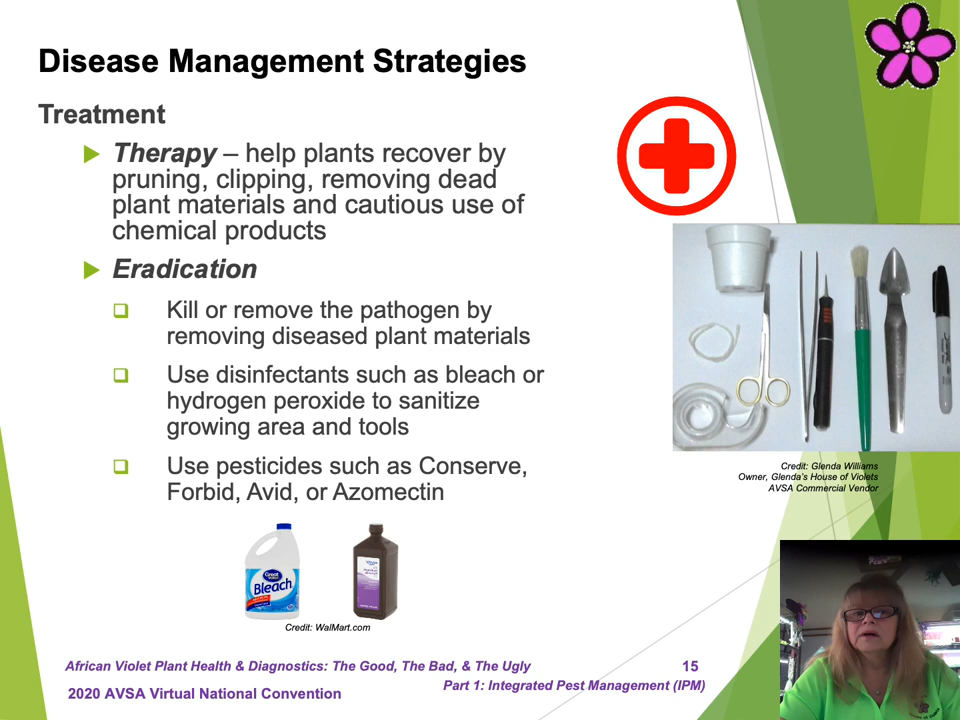 Disease Management Strategies
Treatment
Therapy – help plants recover by
pruning, clipping, removing dead
plant materials and cautious use of
chemical products
Eradication
Kill or remove the pathogen by
removing diseased plant materials
Use disinfectants such as bleach or
hydrogen peroxide to sanitize
growing area and tools
Use pesticides such as Conserve,
Forbid, Avid, or Azomectin
Credit: Glenda Williams
Owner, Glenda's House of Violets
AVSA Commercial Vendor
Great Value
Bleach
Credit: WalMart.com
African Violet Plant Health & Diagnostics: The Good, The Bad, & The Ugly
15
Part 1: Integrated Pest Management (IPM)
2020 AVSA Virtual National Convention